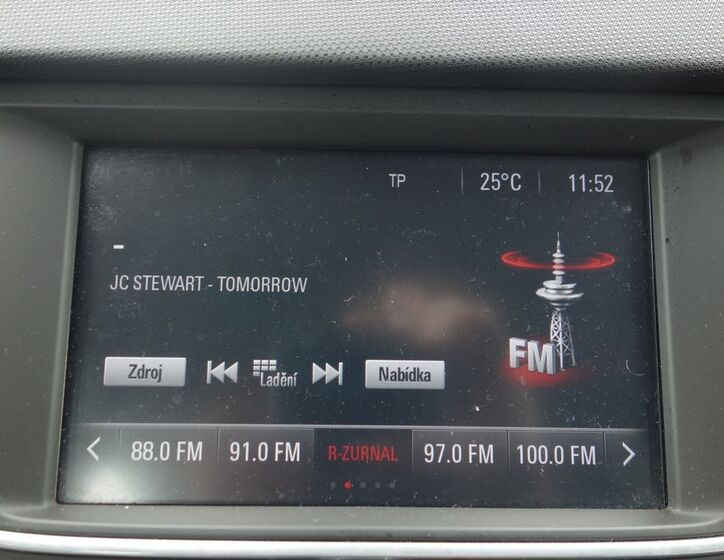 TP 25°C 11:52
-
JC STEWART - TOMORROW
FM
Zdroj Ladění Nabídka
88.0 FM 91.0 FM R-ZURNAL 97.0 FM 100.0 FM